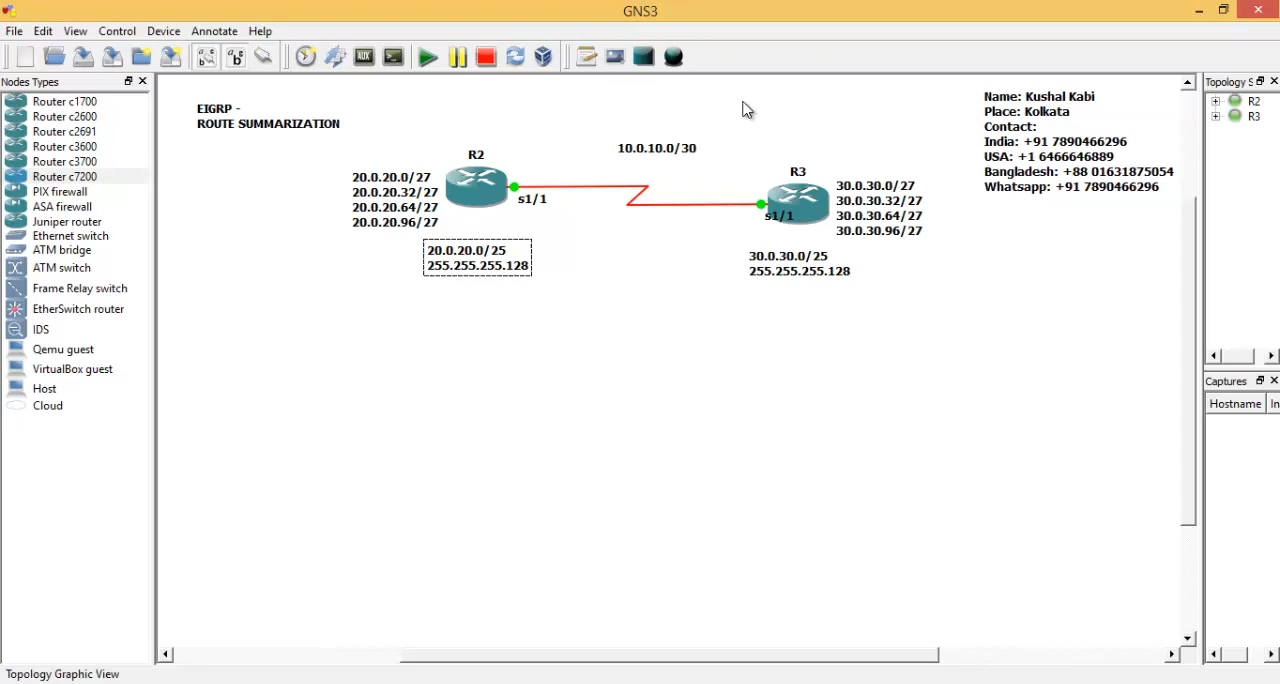 GNS3
File Edit View Control Device Annotate Help
Nodes Types
Router c1700
Router c2600
Router c2691
Router c3600
Router c3700
Router c7200
PIX firewall
ASA firewall
Juniper router
Ethernet switch
ATM bridge
ATM switch
Frame Relay switch
EtherSwitch router
IDS
Qemu guest
VirtualBox guest
Host
Cloud
EIGRP -
ROUTE SUMMARIZATION
R2
20.0.20.0/27
20.0.20.32/27
20.0.20.64/27
20.0.20.96/27
s1/1
20.0.20.0/25
255.255.255.128
10.0.10.0/30
R3
s1/1
30.0.30.0/27
30.0.30.32/27
30.0.30.64/27
30.0.30.96/27
30.0.30.0/25
255.255.255.128
Name: Kushal Kabi
Place: Kolkata
Contact:
India: +91 7890466296
USA: +1 6466646889
Bangladesh: +88 01631875054
Whatsapp: +91 7890466296
Topology S
R2
R3
Captures
Hostname In
AUX
a b c
Topology Graphic View